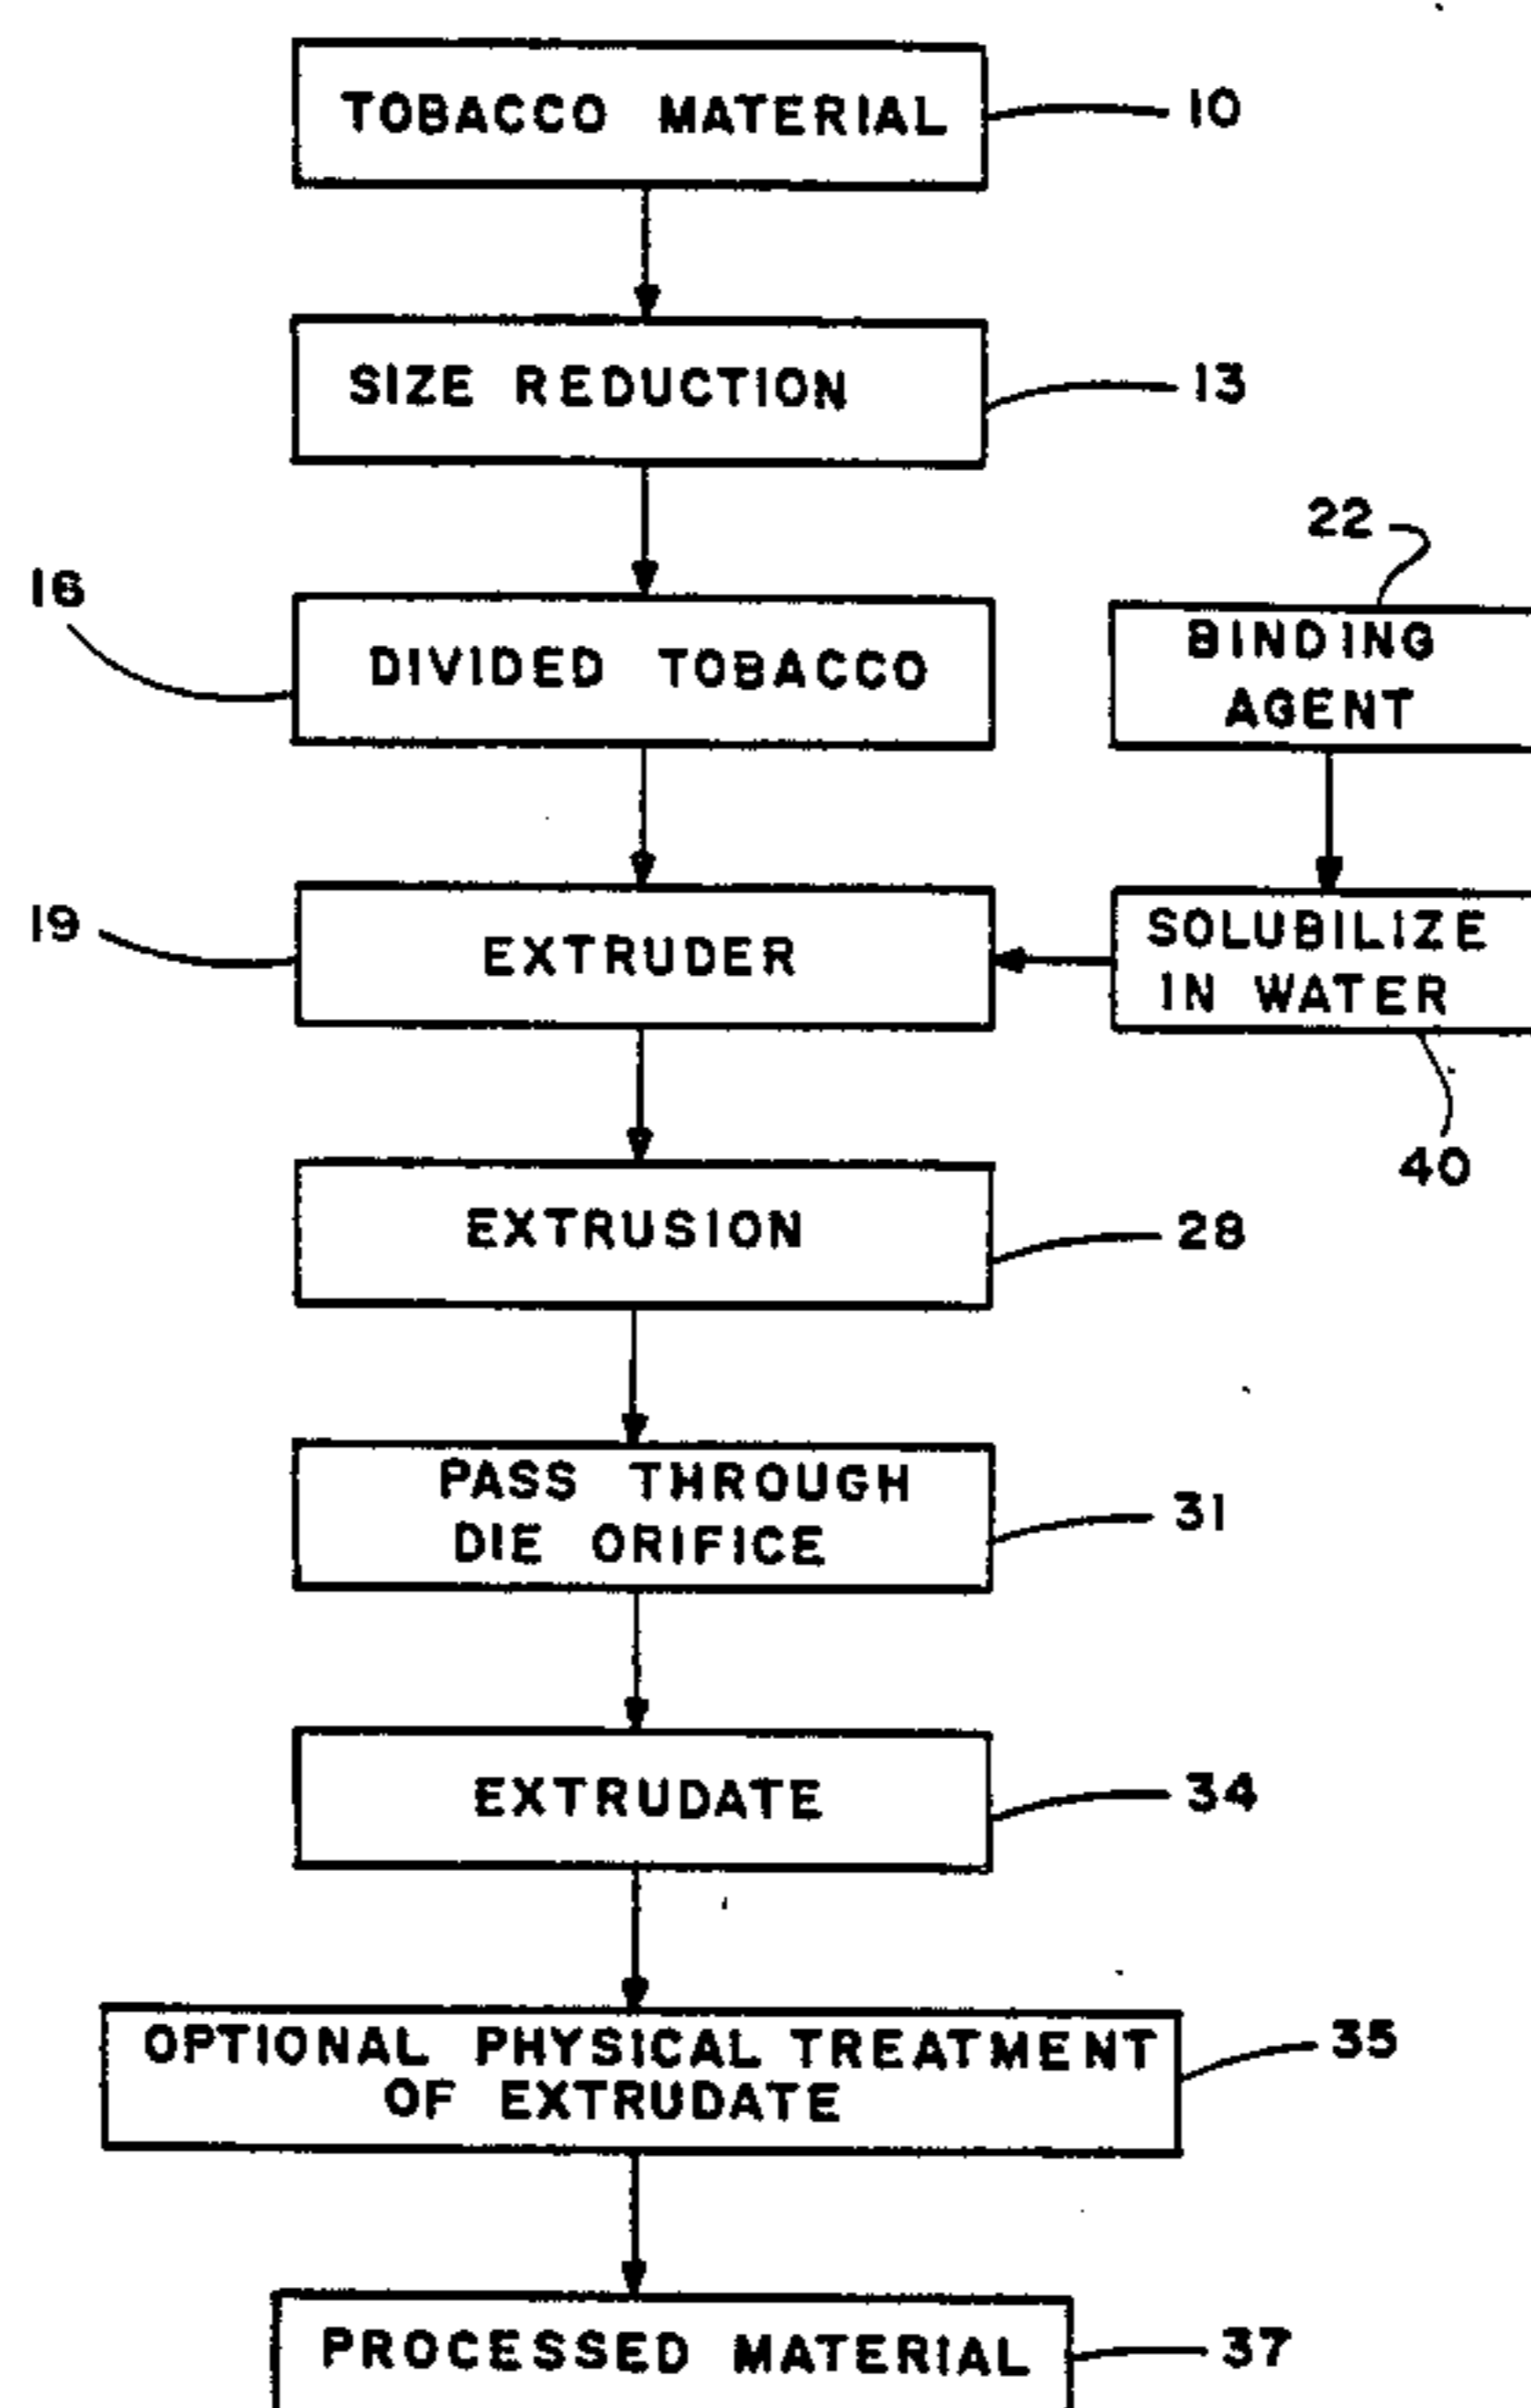 TOBACCO MATERIAL
10
SIZE REDUCTION
13
22
16
DIVIDED TOBACCO
BINDING
AGENT
19
EXTRUDER
SOLUBILIZE
IN WATER
40
EXTRUSION
28
PASS THROUGH
DIE ORIFICE
31
EXTRUDATE
34
OPTIONAL PHYSICAL TREATMENT
OF EXTRUDATE
35
PROCESSED MATERIAL
37